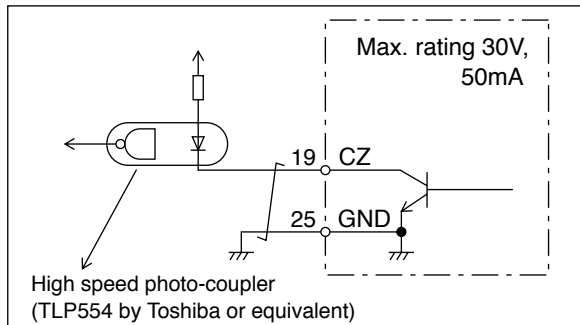 Max. rating 30V,
50mA
19 CZ
25 GND
High speed photo-coupler
(TLP554 by Toshiba or equivalent)